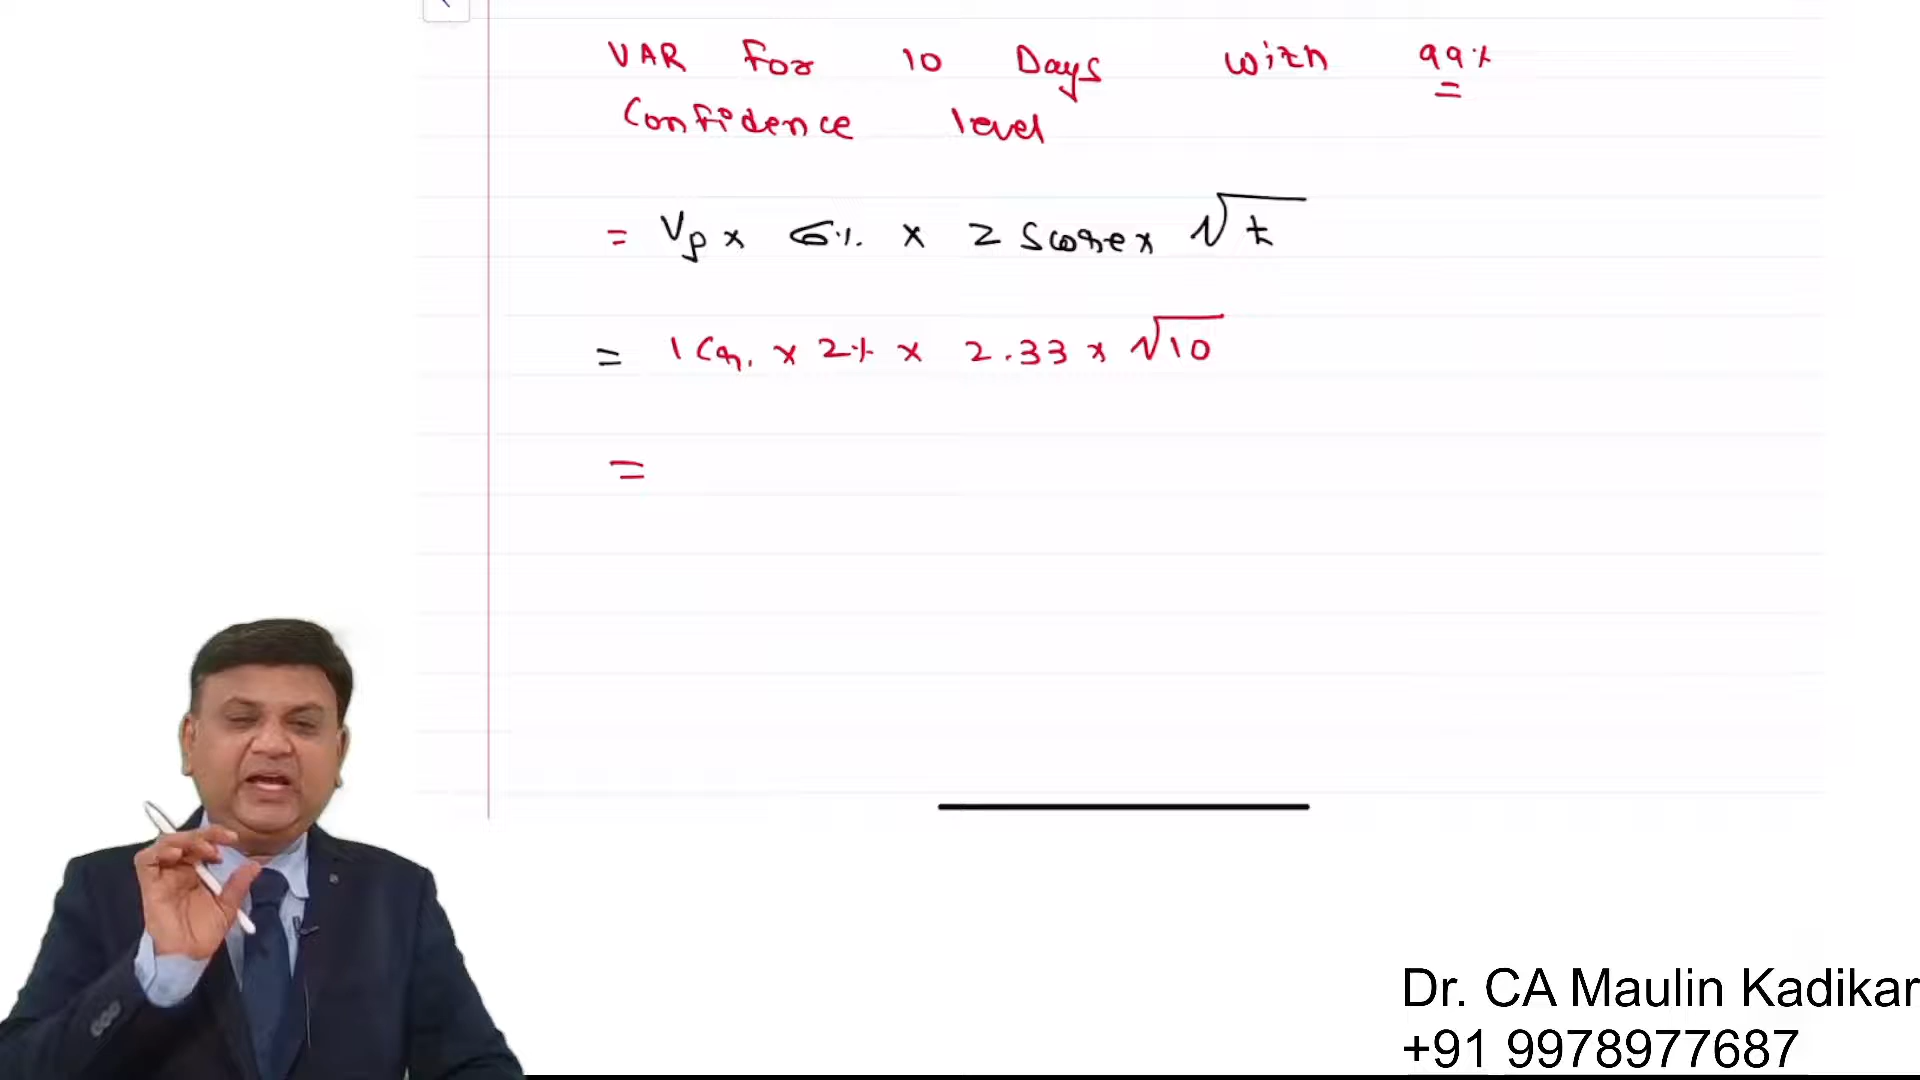 VAR For 10 Days with 99%
Confidence level
= Vp x σ% x Z Score x √t
= 1 Cr. x 2% x 2.33 x √10
=
Dr. CA Maulin Kadikar
+91 9978977687